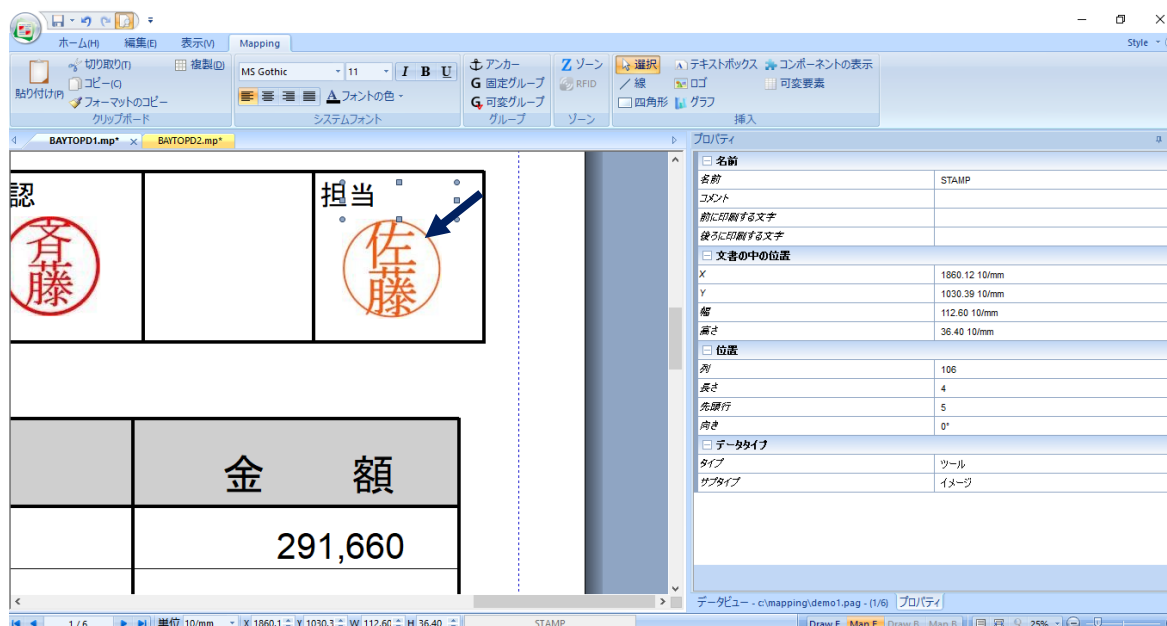 ホーム(H) 編集(E) 表示(V) Mapping Style
貼り付け(P) 切り取り(T) コピー(C) フォーマットのコピー 複製(D)
クリップボード
MS Gothic 11 I B U
A フォントの色
システムフォント
アンカー
G 固定グループ
G 可変グループ
グループ
Z ゾーン
RFID
ゾーン
選択 テキストボックス コンポーネントの表示
線 ロゴ 可変要素
四角形 グラフ
挿入
BAYTOPD1.mp* BAYTOPD2.mp*
認 担当
斉藤 佐藤
金 額
291,660
プロパティ
名前
名前 STAMP
コメント
前に印刷する文字
後ろに印刷する文字
文書の中の位置
X 1860.12 10/mm
Y 1030.39 10/mm
幅 112.60 10/mm
高さ 36.40 10/mm
位置
列 106
長さ 4
先頭行 5
向き 0°
データタイプ
タイプ ツール
サブタイプ イメージ
データビュー - c:\mapping\demo1.pag - (1/6) プロパティ
1/6 単位 10/mm X 1860.1 Y 1030.3 W 112.60 H 36.40 STAMP Draw F Map F Draw B Map B 25%